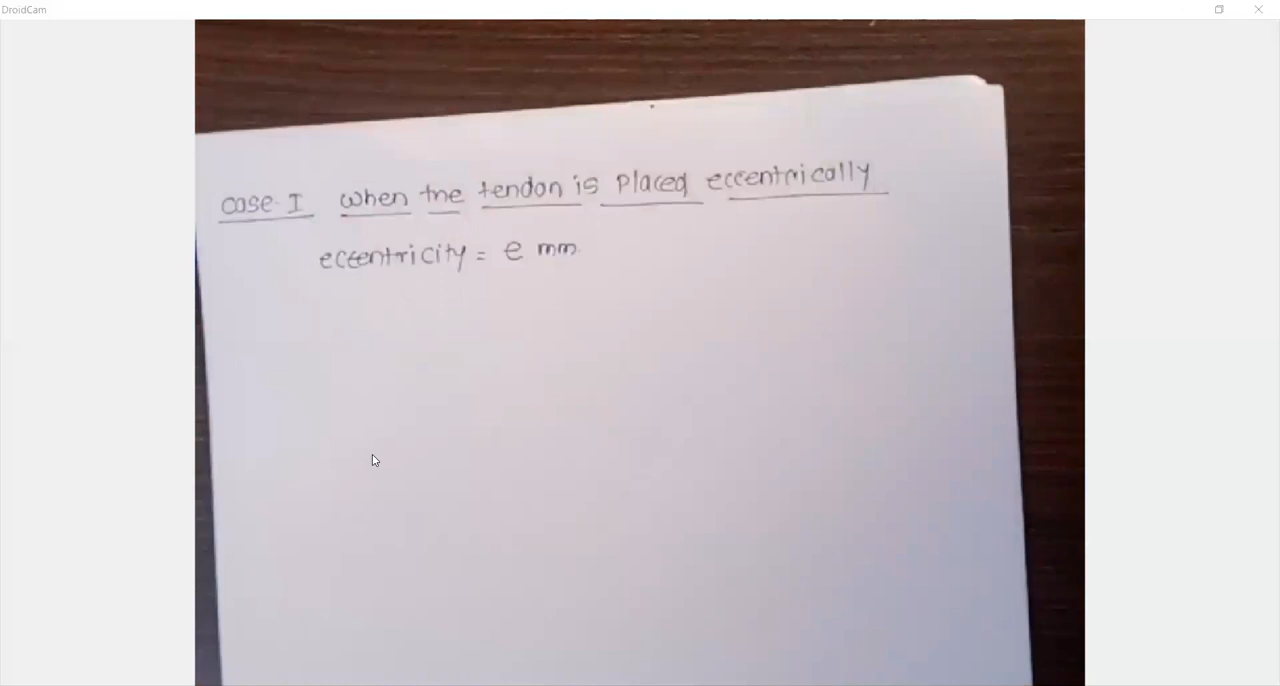 DroidCam
case. I when the tendon is placed eccentrically
eccentricity = e mm.